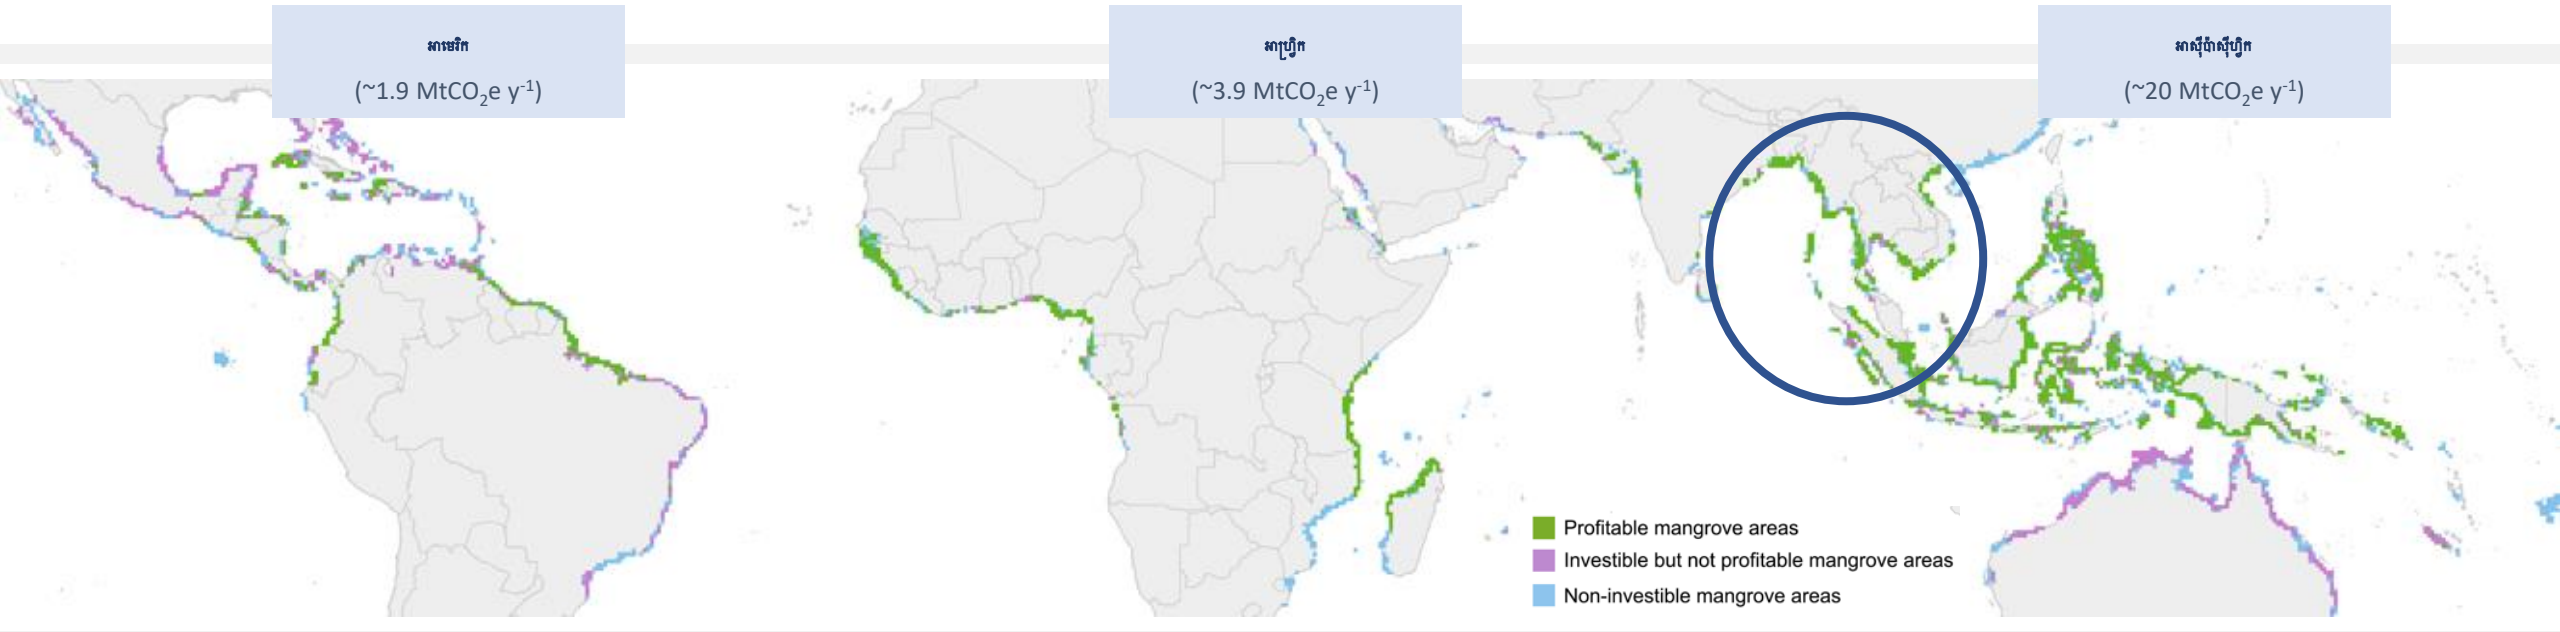 អាមេរិក
(~1.9 MtCO₂e y⁻¹)
អាហ្វ្រិក
(~3.9 MtCO₂e y⁻¹)
អាស៊ីប៉ាស៊ីហ្វិក
(~20 MtCO₂e y⁻¹)
Profitable mangrove areas
Investible but not profitable mangrove areas
Non-investible mangrove areas